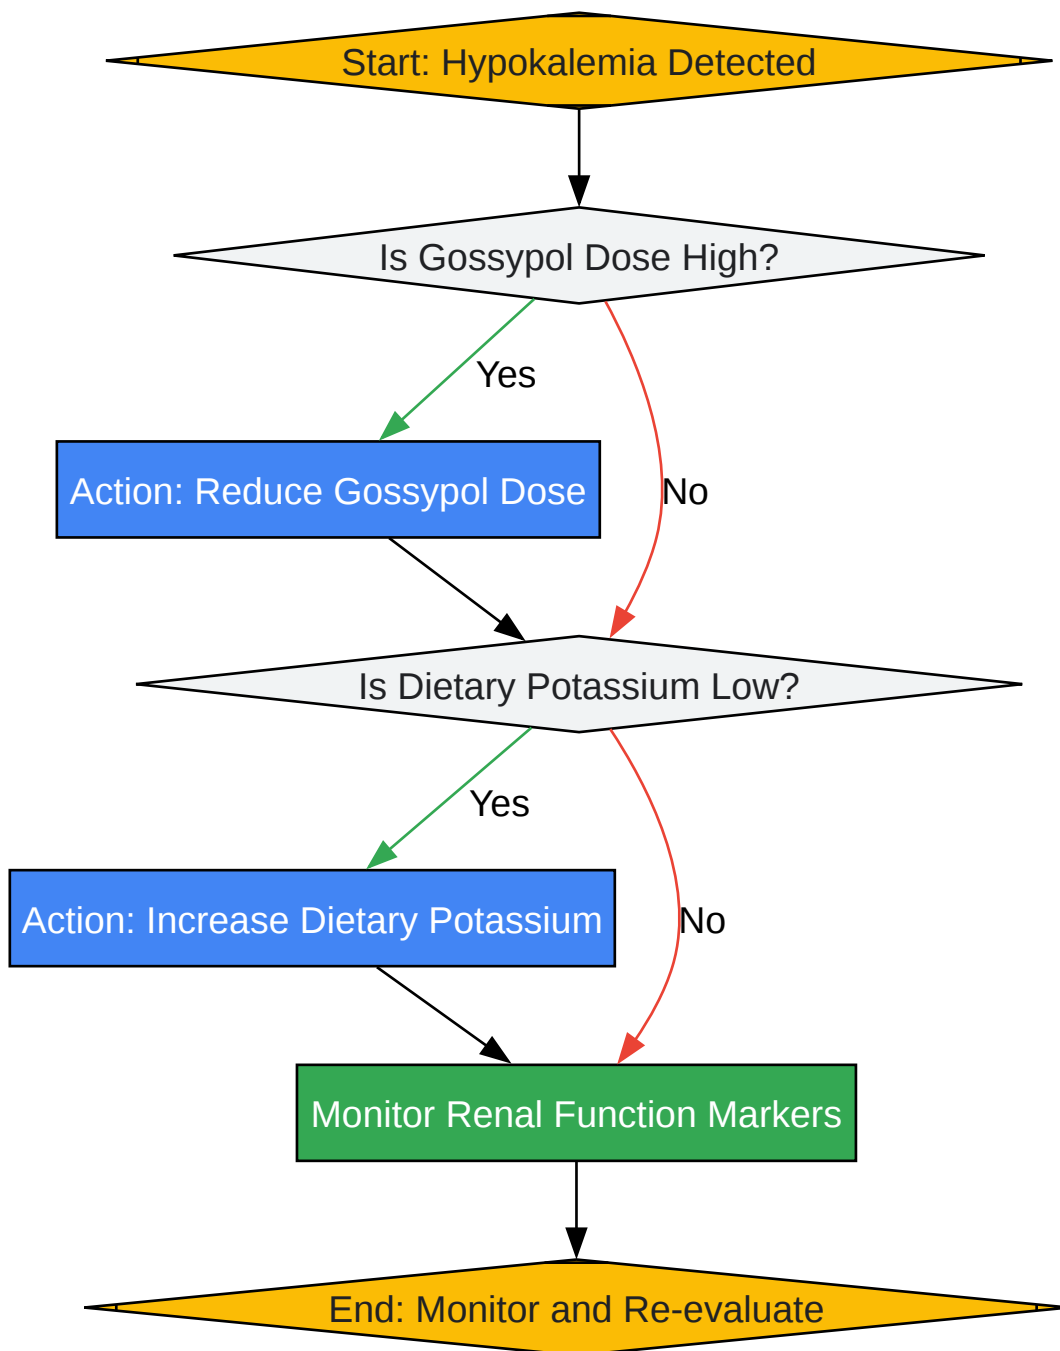 Start: Hypokalemia Detected
Is Gossypol Dose High?
Yes
Action: Reduce Gossypol Dose
No
Is Dietary Potassium Low?
Yes
Action: Increase Dietary Potassium
No
Monitor Renal Function Markers
End: Monitor and Re-evaluate